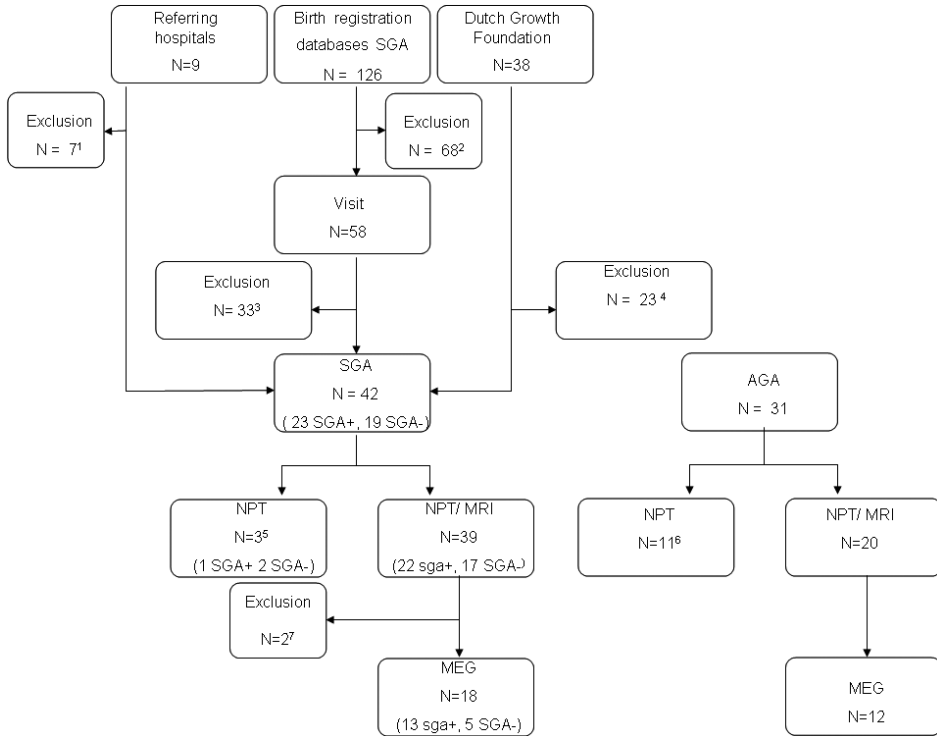 Referring
hospitals
N=9
Birth registration
databases SGA
N = 126
Dutch Growth
Foundation
N=38
Exclusion
N = 7¹
Exclusion
N = 68²
Visit
N=58
Exclusion
N= 33³
Exclusion
N = 23 ⁴
SGA
N = 42
( 23 SGA+, 19 SGA-)
AGA
N = 31
NPT
N=3⁵
(1 SGA+ 2 SGA-)
NPT/ MRI
N=39
(22 sga+, 17 SGA-)
NPT
N=11⁶
NPT/ MRI
N=20
Exclusion
N=2⁷
MEG
N=18
(13 sga+, 5 SGA-)
MEG
N=12